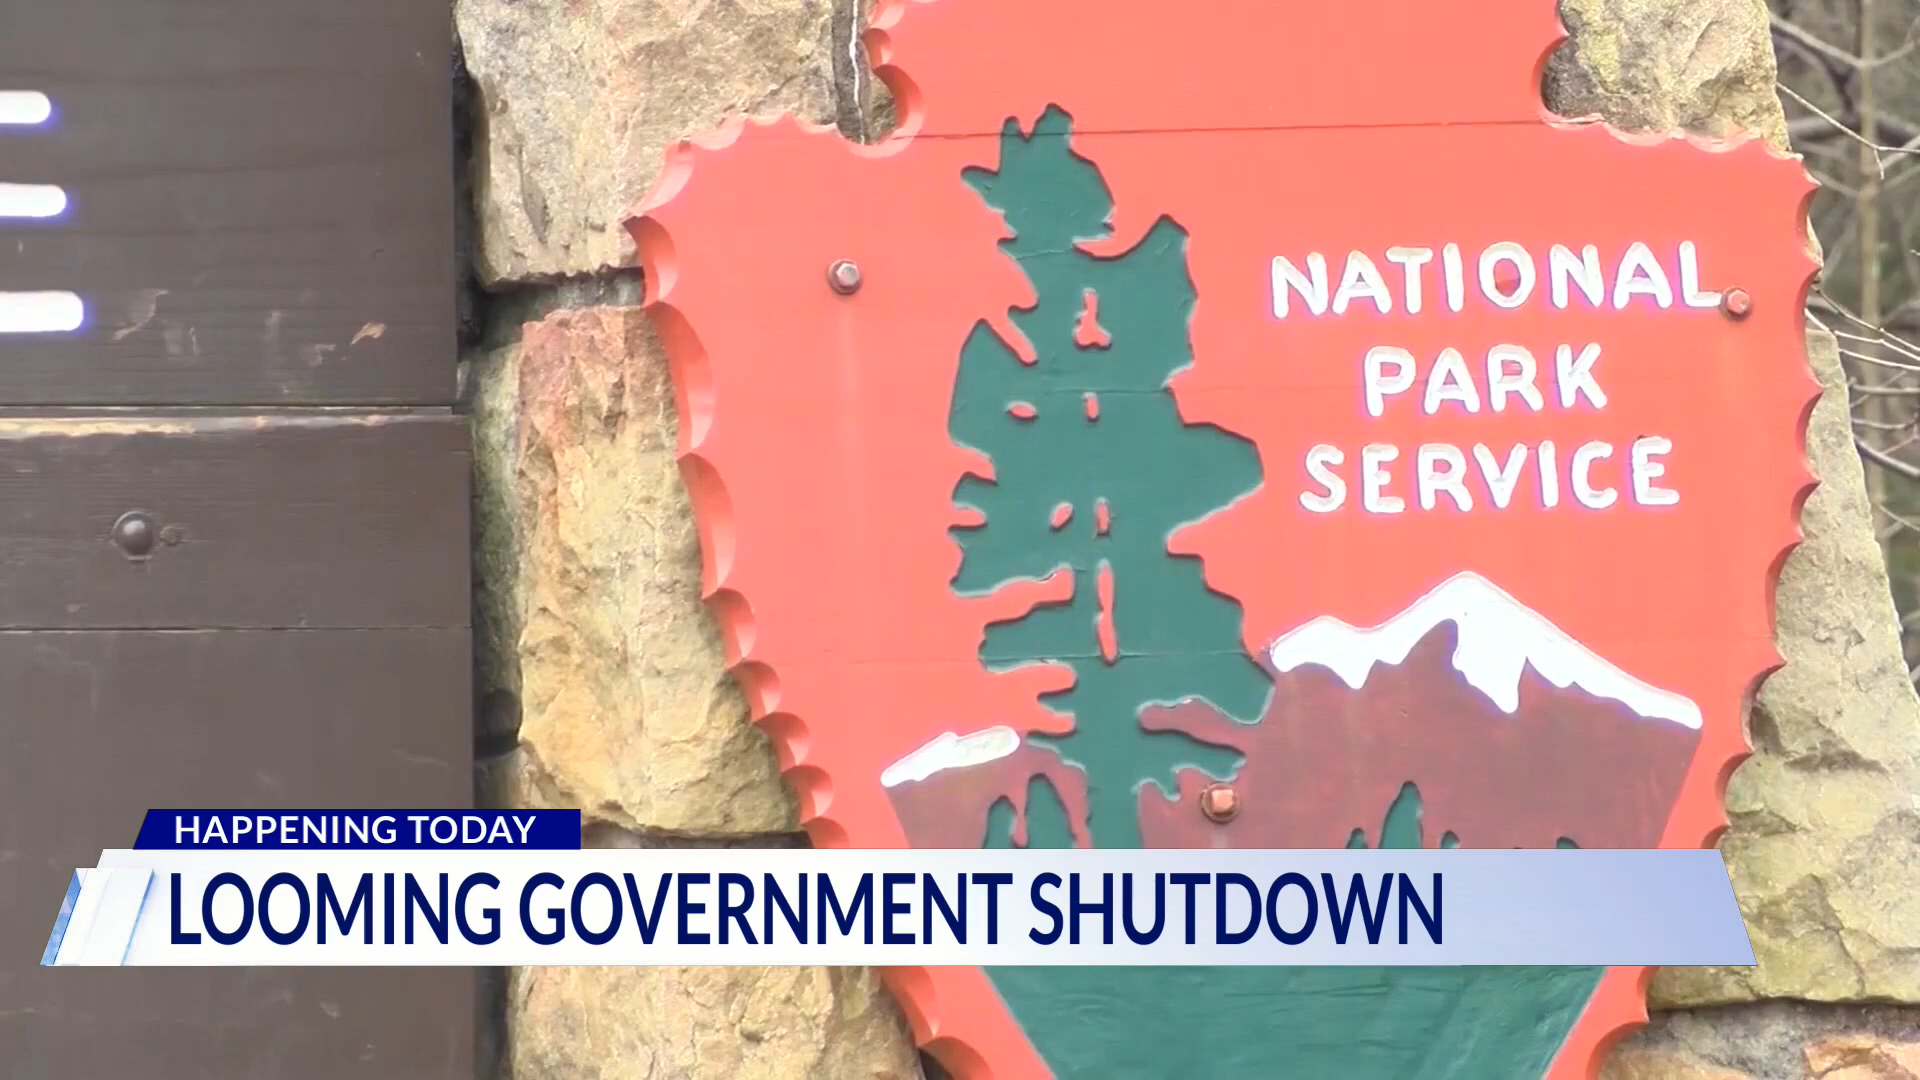 NATIONAL
PARK
SERVICE
HAPPENING TODAY
LOOMING GOVERNMENT SHUTDOWN